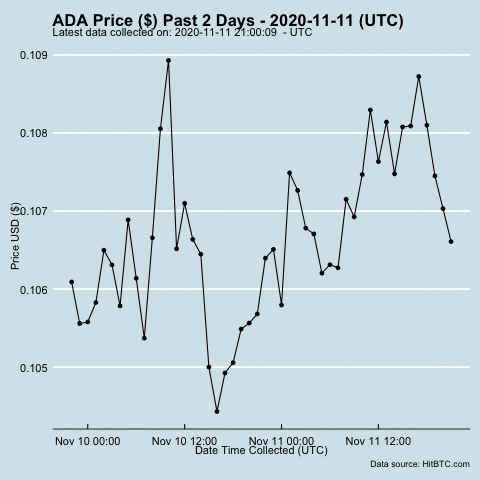 ADA Price ($) Past 2 Days - 2020-11-11 (UTC)
Latest data collected on: 2020-11-11 21:00:09  - UTC
0.109
0.108
0.107
0.106
0.105
Price USD ($)
Nov 10 00:00
Nov 10 12:00
Nov 11 00:00
Nov 11 12:00
Date Time Collected (UTC)
Data source: HitBTC.com